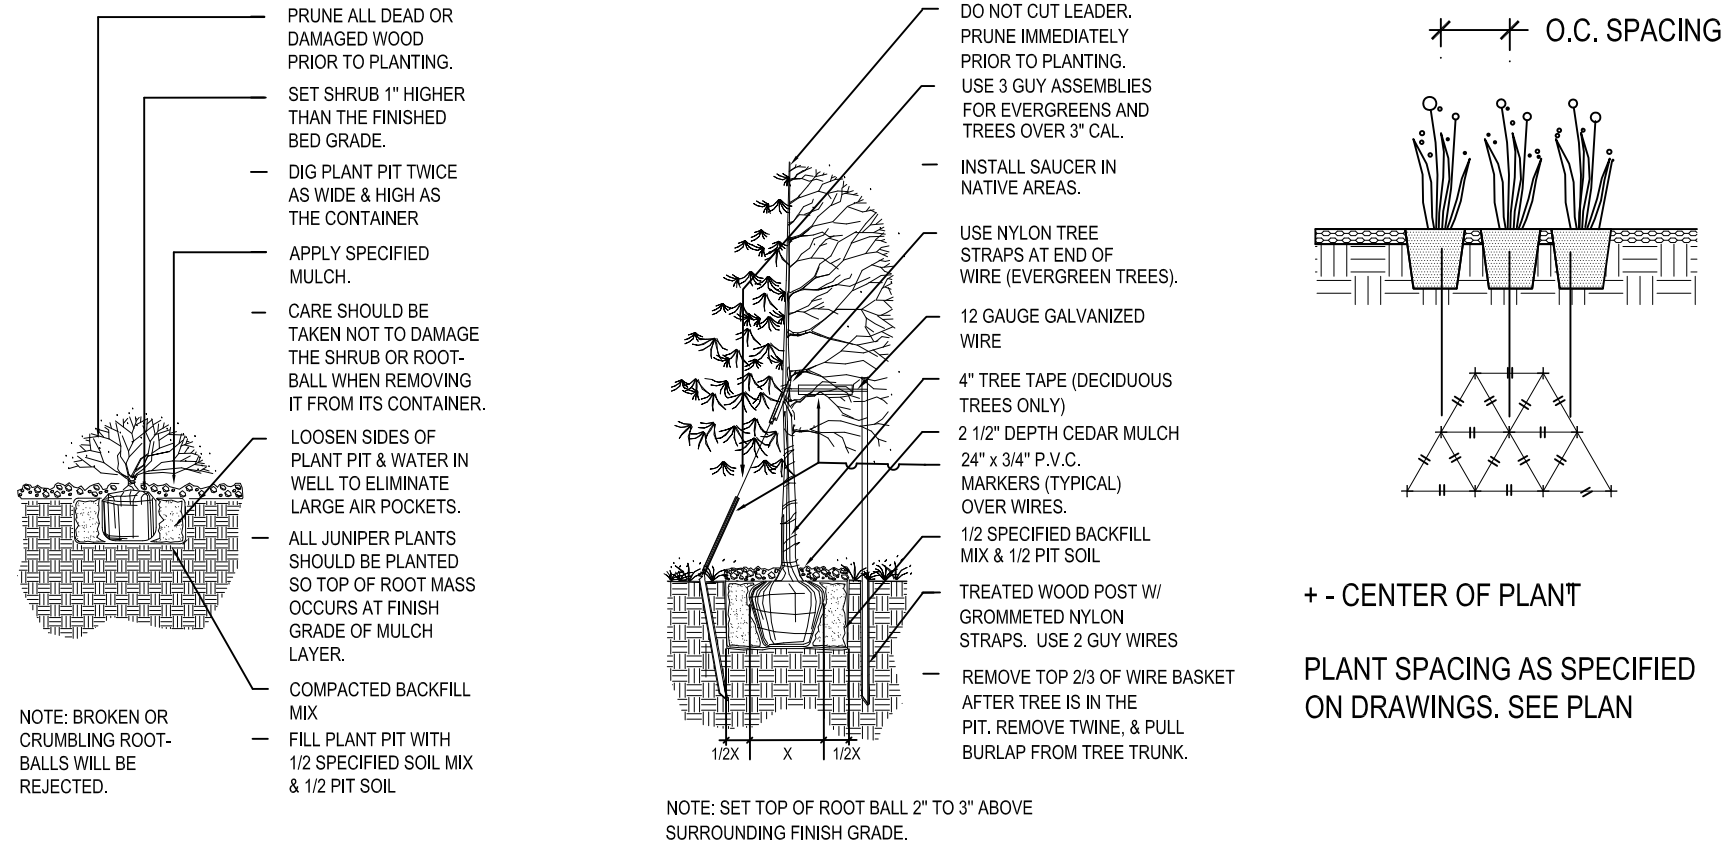 PRUNE ALL DEAD OR
DAMAGED WOOD
PRIOR TO PLANTING.
SET SHRUB 1" HIGHER
THAN THE FINISHED
BED GRADE.
DIG PLANT PIT TWICE
AS WIDE & HIGH AS
THE CONTAINER
APPLY SPECIFIED
MULCH.
CARE SHOULD BE
TAKEN NOT TO DAMAGE
THE SHRUB OR ROOT-
BALL WHEN REMOVING
IT FROM ITS CONTAINER.
LOOSEN SIDES OF
PLANT PIT & WATER IN
WELL TO ELIMINATE
LARGE AIR POCKETS.
ALL JUNIPER PLANTS
SHOULD BE PLANTED
SO TOP OF ROOT MASS
OCCURS AT FINISH
GRADE OF MULCH
LAYER.
COMPACTED BACKFILL
MIX
FILL PLANT PIT WITH
1/2 SPECIFIED SOIL MIX
& 1/2 PIT SOIL
NOTE: BROKEN OR
CRUMBLING ROOT-
BALLS WILL BE
REJECTED.
DO NOT CUT LEADER.
PRUNE IMMEDIATELY
PRIOR TO PLANTING.
USE 3 GUY ASSEMBLIES
FOR EVERGREENS AND
TREES OVER 3" CAL.
INSTALL SAUCER IN
NATIVE AREAS.
USE NYLON TREE
STRAPS AT END OF
WIRE (EVERGREEN TREES).
12 GAUGE GALVANIZED
WIRE
4" TREE TAPE (DECIDUOUS
TREES ONLY)
2 1/2" DEPTH CEDAR MULCH
24" x 3/4" P.V.C.
MARKERS (TYPICAL)
OVER WIRES.
1/2 SPECIFIED BACKFILL
MIX & 1/2 PIT SOIL
TREATED WOOD POST W/
GROMMETED NYLON
STRAPS. USE 2 GUY WIRES
REMOVE TOP 2/3 OF WIRE BASKET
AFTER TREE IS IN THE
PIT. REMOVE TWINE, & PULL
BURLAP FROM TREE TRUNK.
1/2X X 1/2X
NOTE: SET TOP OF ROOT BALL 2" TO 3" ABOVE
SURROUNDING FINISH GRADE.
O.C. SPACING
+ - CENTER OF PLANT
PLANT SPACING AS SPECIFIED
ON DRAWINGS. SEE PLAN